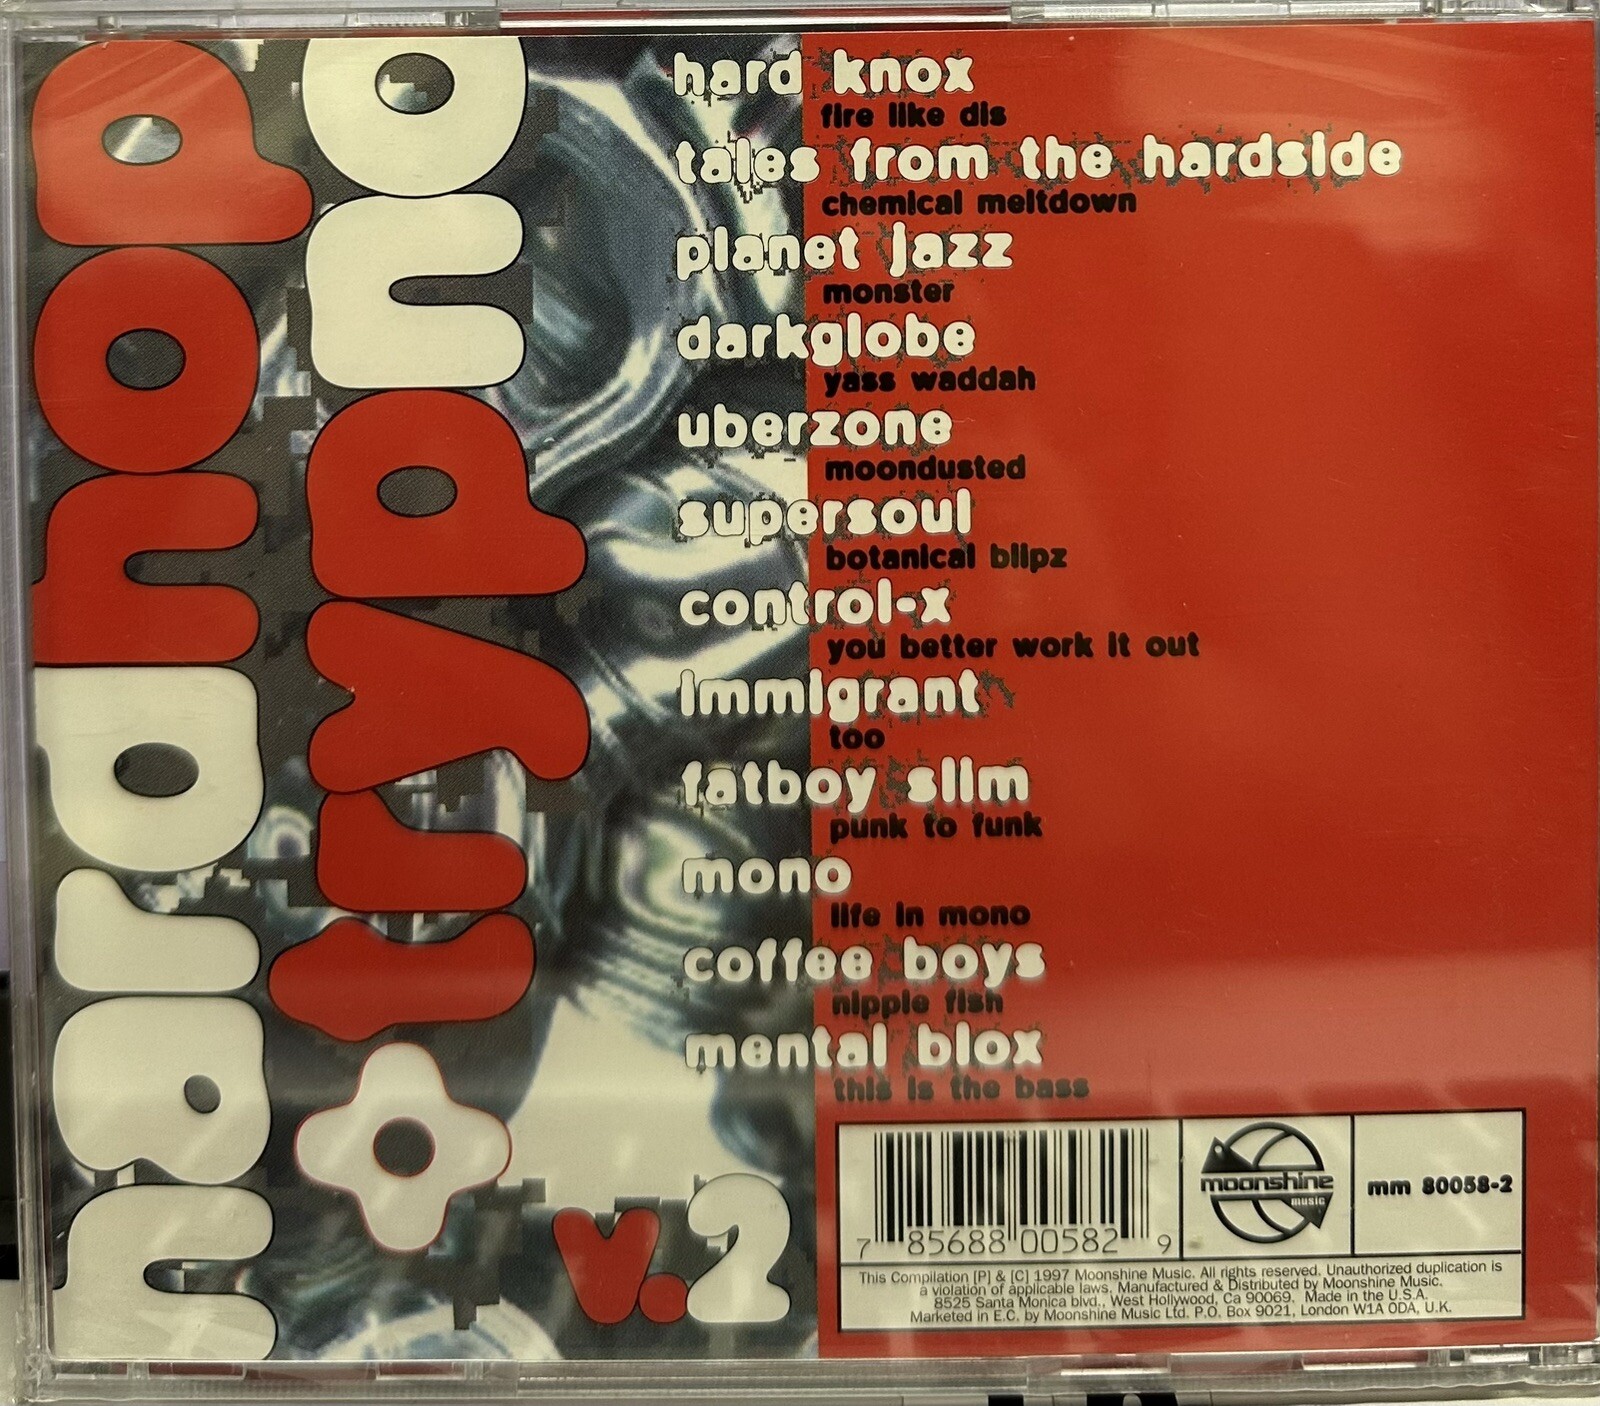 hardhop
+trypno
v.2
hard knox
fire like dis
tales from the hardside
chemical meltdown
planet jazz
monster
darkglobe
yass waddah
uberzone
moondusted
supersoul
botanical blipz
control-x
you better work it out
immigrant
too
fatboy slim
punk to funk
mono
life in mono
coffee boys
nipple fish
mental blox
this is the bass
7 85688 00582 9
moonshine
music
mm 80058-2
This Compilation [P] & [C] 1997 Moonshine Music. All rights reserved. Unauthorized duplication is
a violation of applicable laws. Manufactured & Distributed by Moonshine Music.
8525 Santa Monica blvd., West Hollywood, Ca 90069. Made in the U.S.A.
Marketed in E.C. by Moonshine Music Ltd. P.O. Box 9021, London W1A 0DA, U.K.